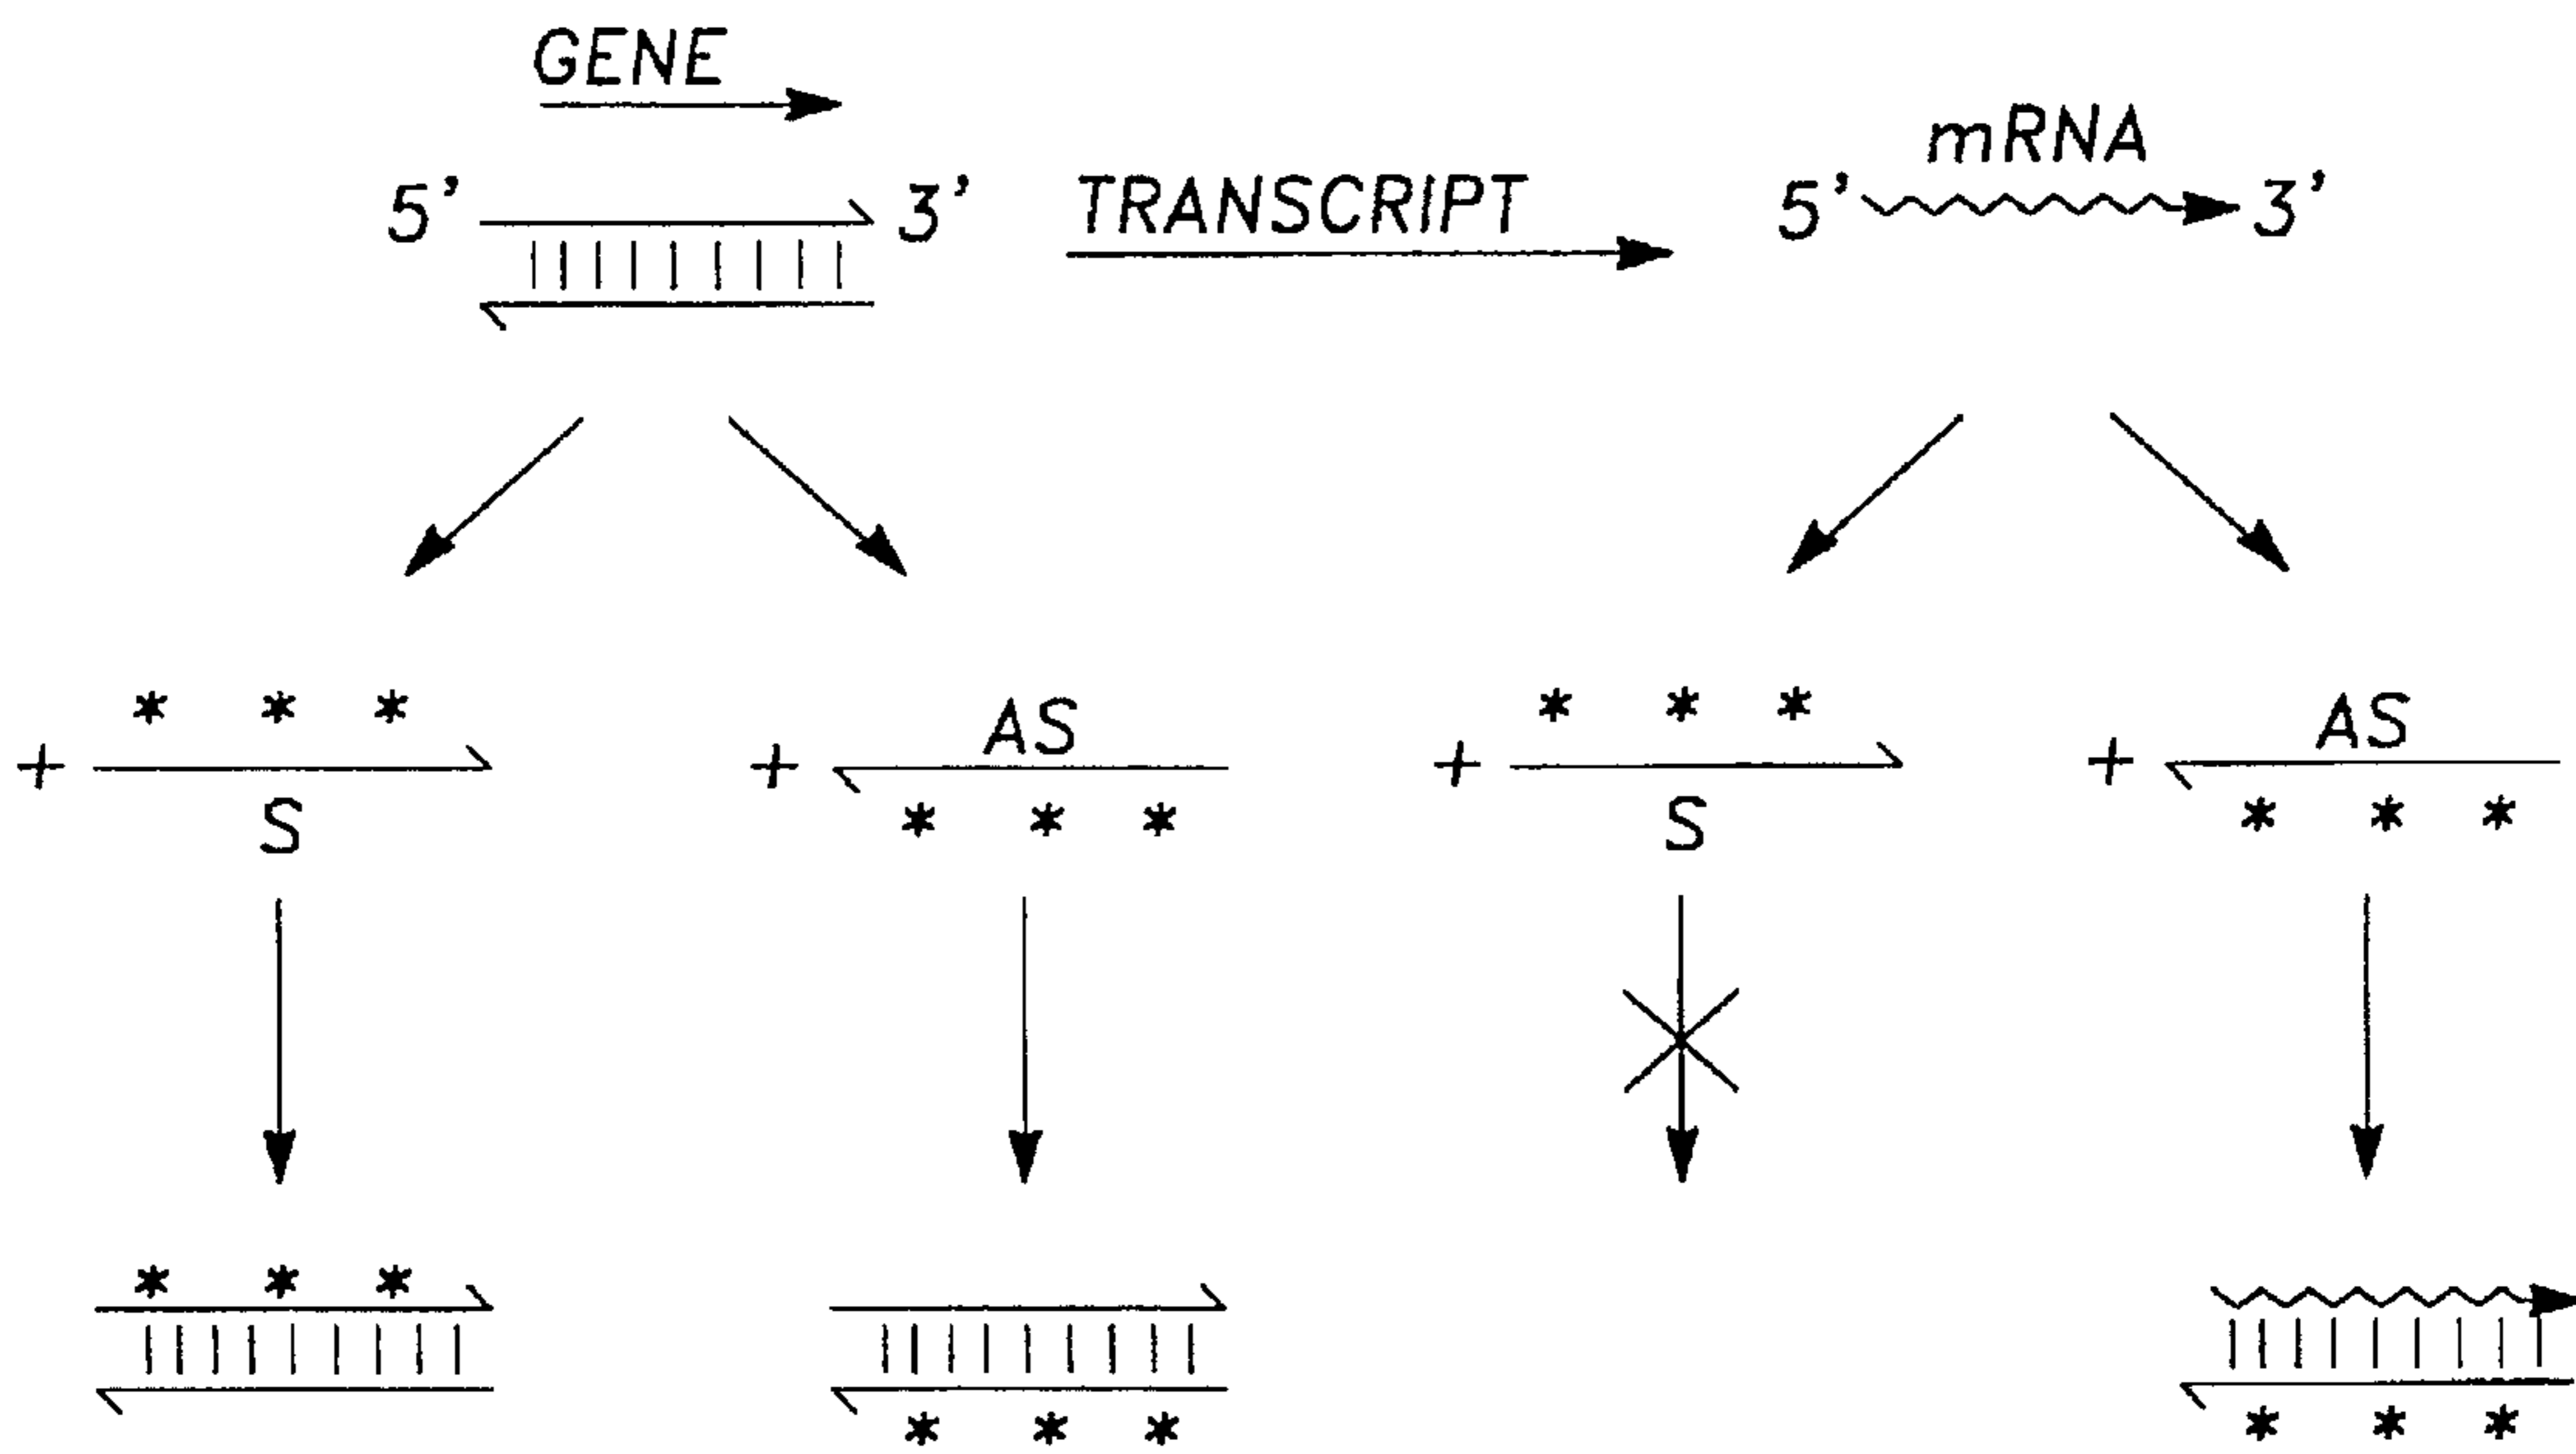 GENE
mRNA
5' 3' TRANSCRIPT 5' 3'
* * * AS * * * AS
+ + + +
S * * * S * * *
* * *
* * * * * *